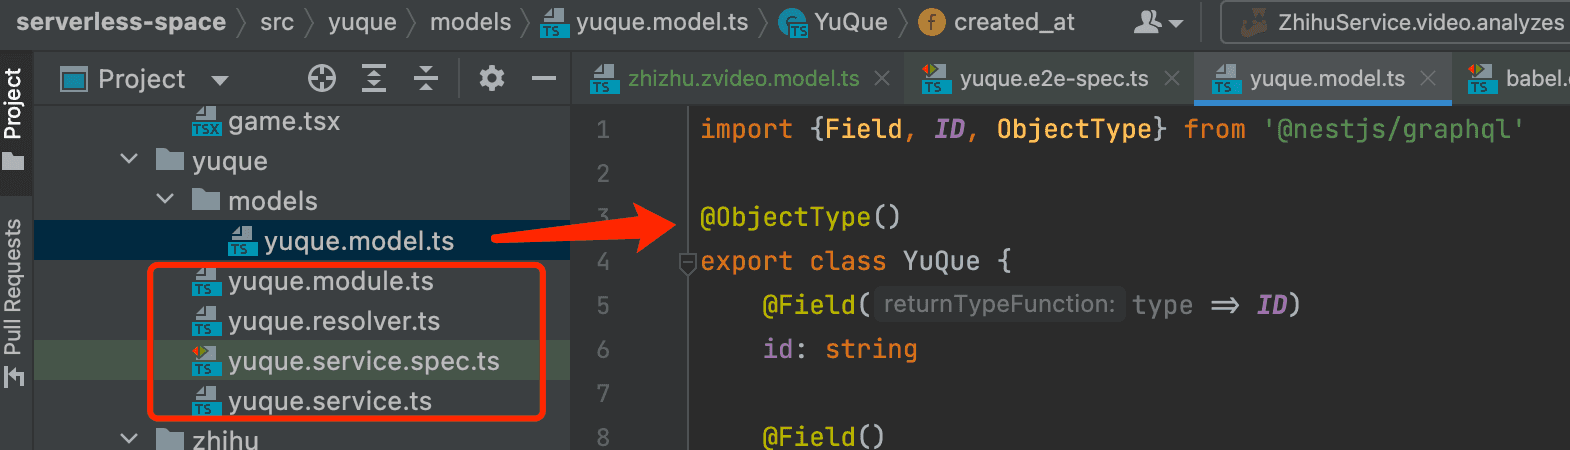 serverless-space src yuque models yuque.model.ts YuQue created_at ZhihuService.video.analyzes
Project zhizhu.zvideo.model.ts yuque.e2e-spec.ts yuque.model.ts babel.
Project
Pull Requests
game.tsx
yuque
models
yuque.model.ts
yuque.module.ts
yuque.resolver.ts
yuque.service.spec.ts
yuque.service.ts
zhihu
1 import {Field, ID, ObjectType} from '@nestjs/graphql'
2
3 @ObjectType()
4 export class YuQue {
5 @Field( returnTypeFunction: type => ID)
6 id: string
7
8 @Field()